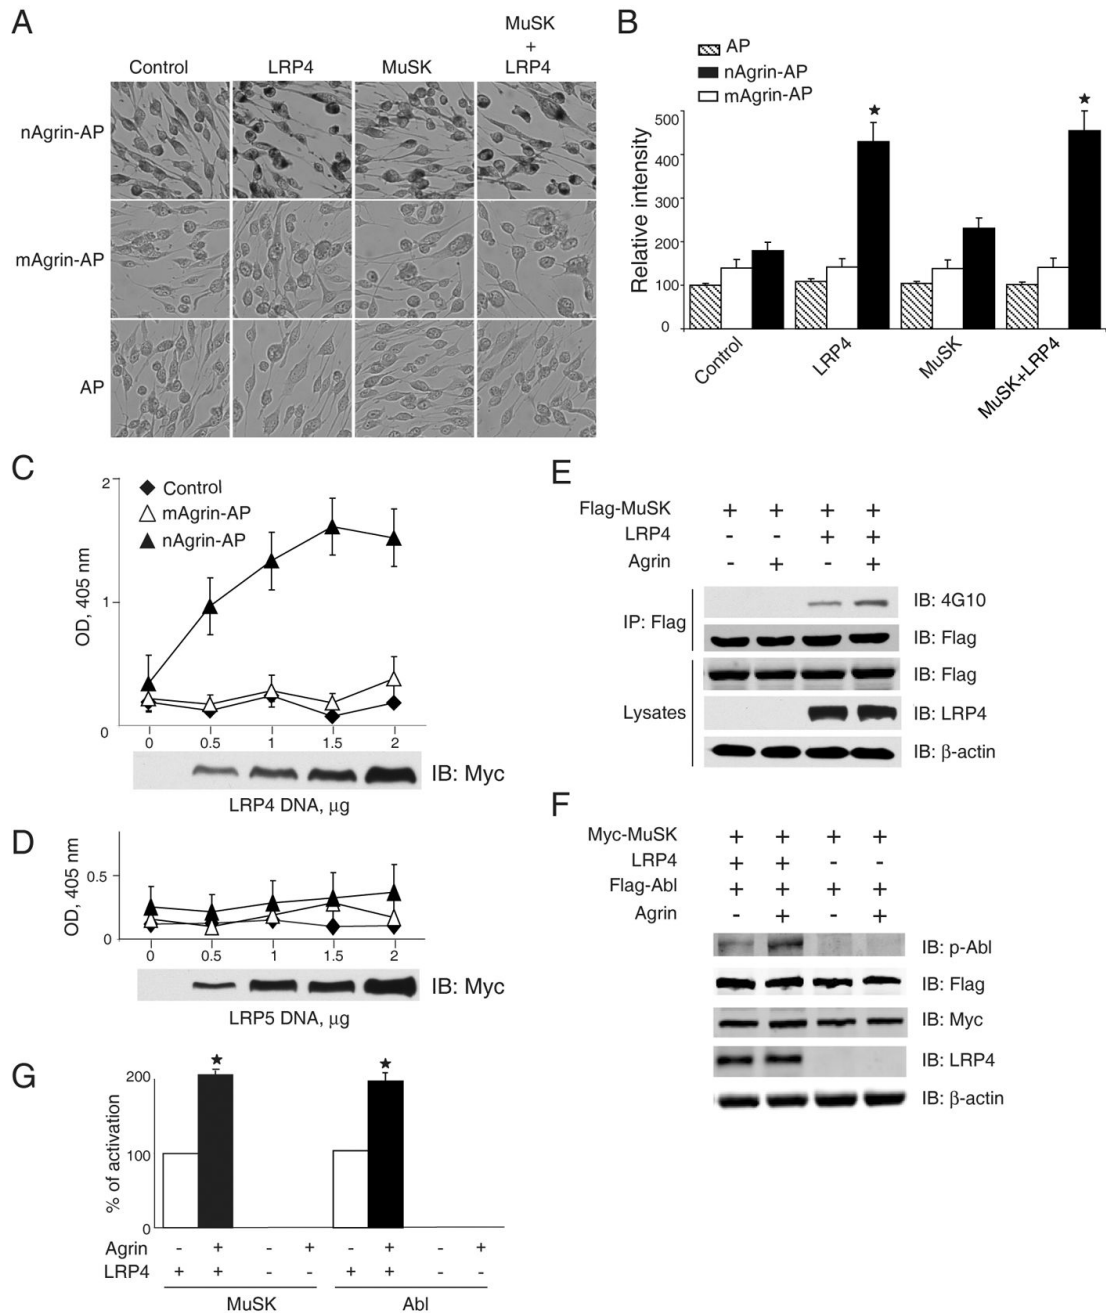 A
Control
LRP4
MuSK
MuSK
+
LRP4
nAgrin-AP
mAgrin-AP
AP
B
AP
nAgrin-AP
mAgrin-AP
Relative intensity
500
400
300
200
100
0
Control
LRP4
MuSK
MuSK+LRP4
C
Control
mAgrin-AP
nAgrin-AP
OD, 405 nm
2
1
0
0 0.5 1 1.5 2
IB: Myc
LRP4 DNA, μg
D
OD, 405 nm
0.5
0
0 0.5 1 1.5 2
IB: Myc
LRP5 DNA, μg
E
Flag-MuSK + + + +
LRP4 - - + +
Agrin - + - +
IP: Flag
IB: 4G10
IB: Flag
Lysates
IB: Flag
IB: LRP4
IB: β-actin
F
Myc-MuSK + + + +
LRP4 + + - -
Flag-Abl + + + +
Agrin - + - +
IB: p-Abl
IB: Flag
IB: Myc
IB: LRP4
IB: β-actin
G
% of activation
200
100
0
Agrin - + - + - + - +
LRP4 + + - - + + - -
MuSK Abl